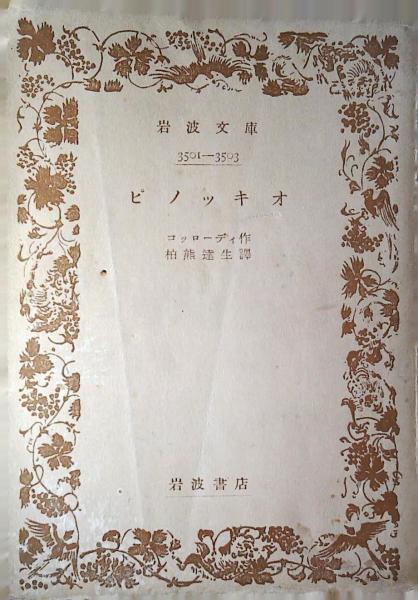 岩波文庫
3501—3503
ピノッキオ
コッローディ作
柏熊達生譯
岩波書店